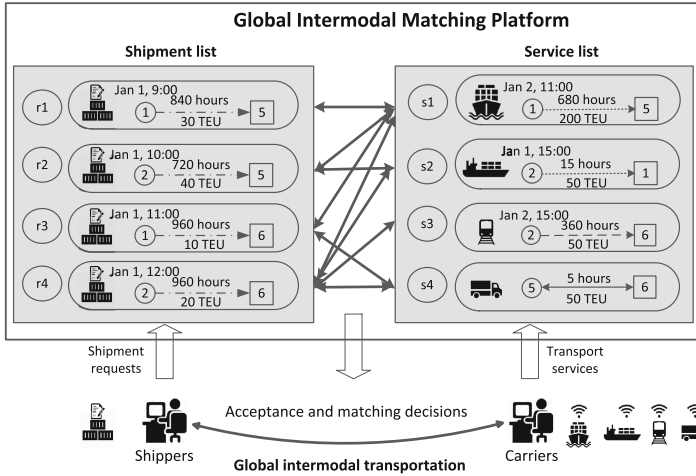 Global Intermodal Matching Platform
Shipment list
Service list
r1
Jan 1, 9:00
840 hours
1
5
30 TEU
r2
Jan 1, 10:00
720 hours
2
5
40 TEU
r3
Jan 1, 11:00
960 hours
1
6
10 TEU
r4
Jan 1, 12:00
960 hours
2
6
20 TEU
s1
Jan 2, 11:00
680 hours
1
5
200 TEU
s2
Jan 1, 15:00
15 hours
2
1
50 TEU
s3
Jan 2, 15:00
360 hours
2
6
50 TEU
s4
5 hours
5
6
50 TEU
Shipment
requests
Transport
services
Acceptance and matching decisions
Shippers
Carriers
Global intermodal transportation